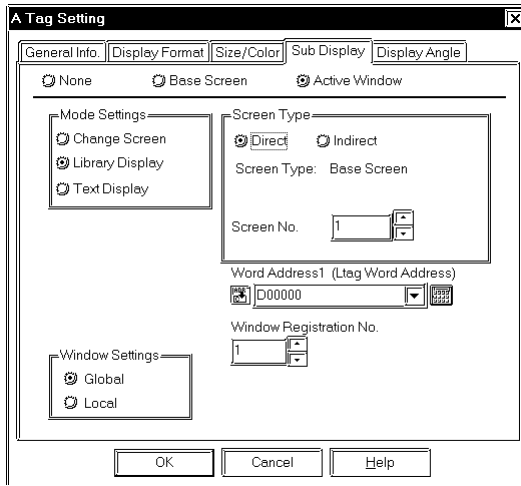 A Tag Setting
General Info. Display Format Size/Color Sub Display Display Angle
None Base Screen Active Window
Mode Settings
Change Screen
Library Display
Text Display
Screen Type
Direct Indirect
Screen Type: Base Screen
Screen No. 1
Word Address1 (Ltag Word Address)
D00000
Window Registration No.
1
Window Settings
Global
Local
OK Cancel Help